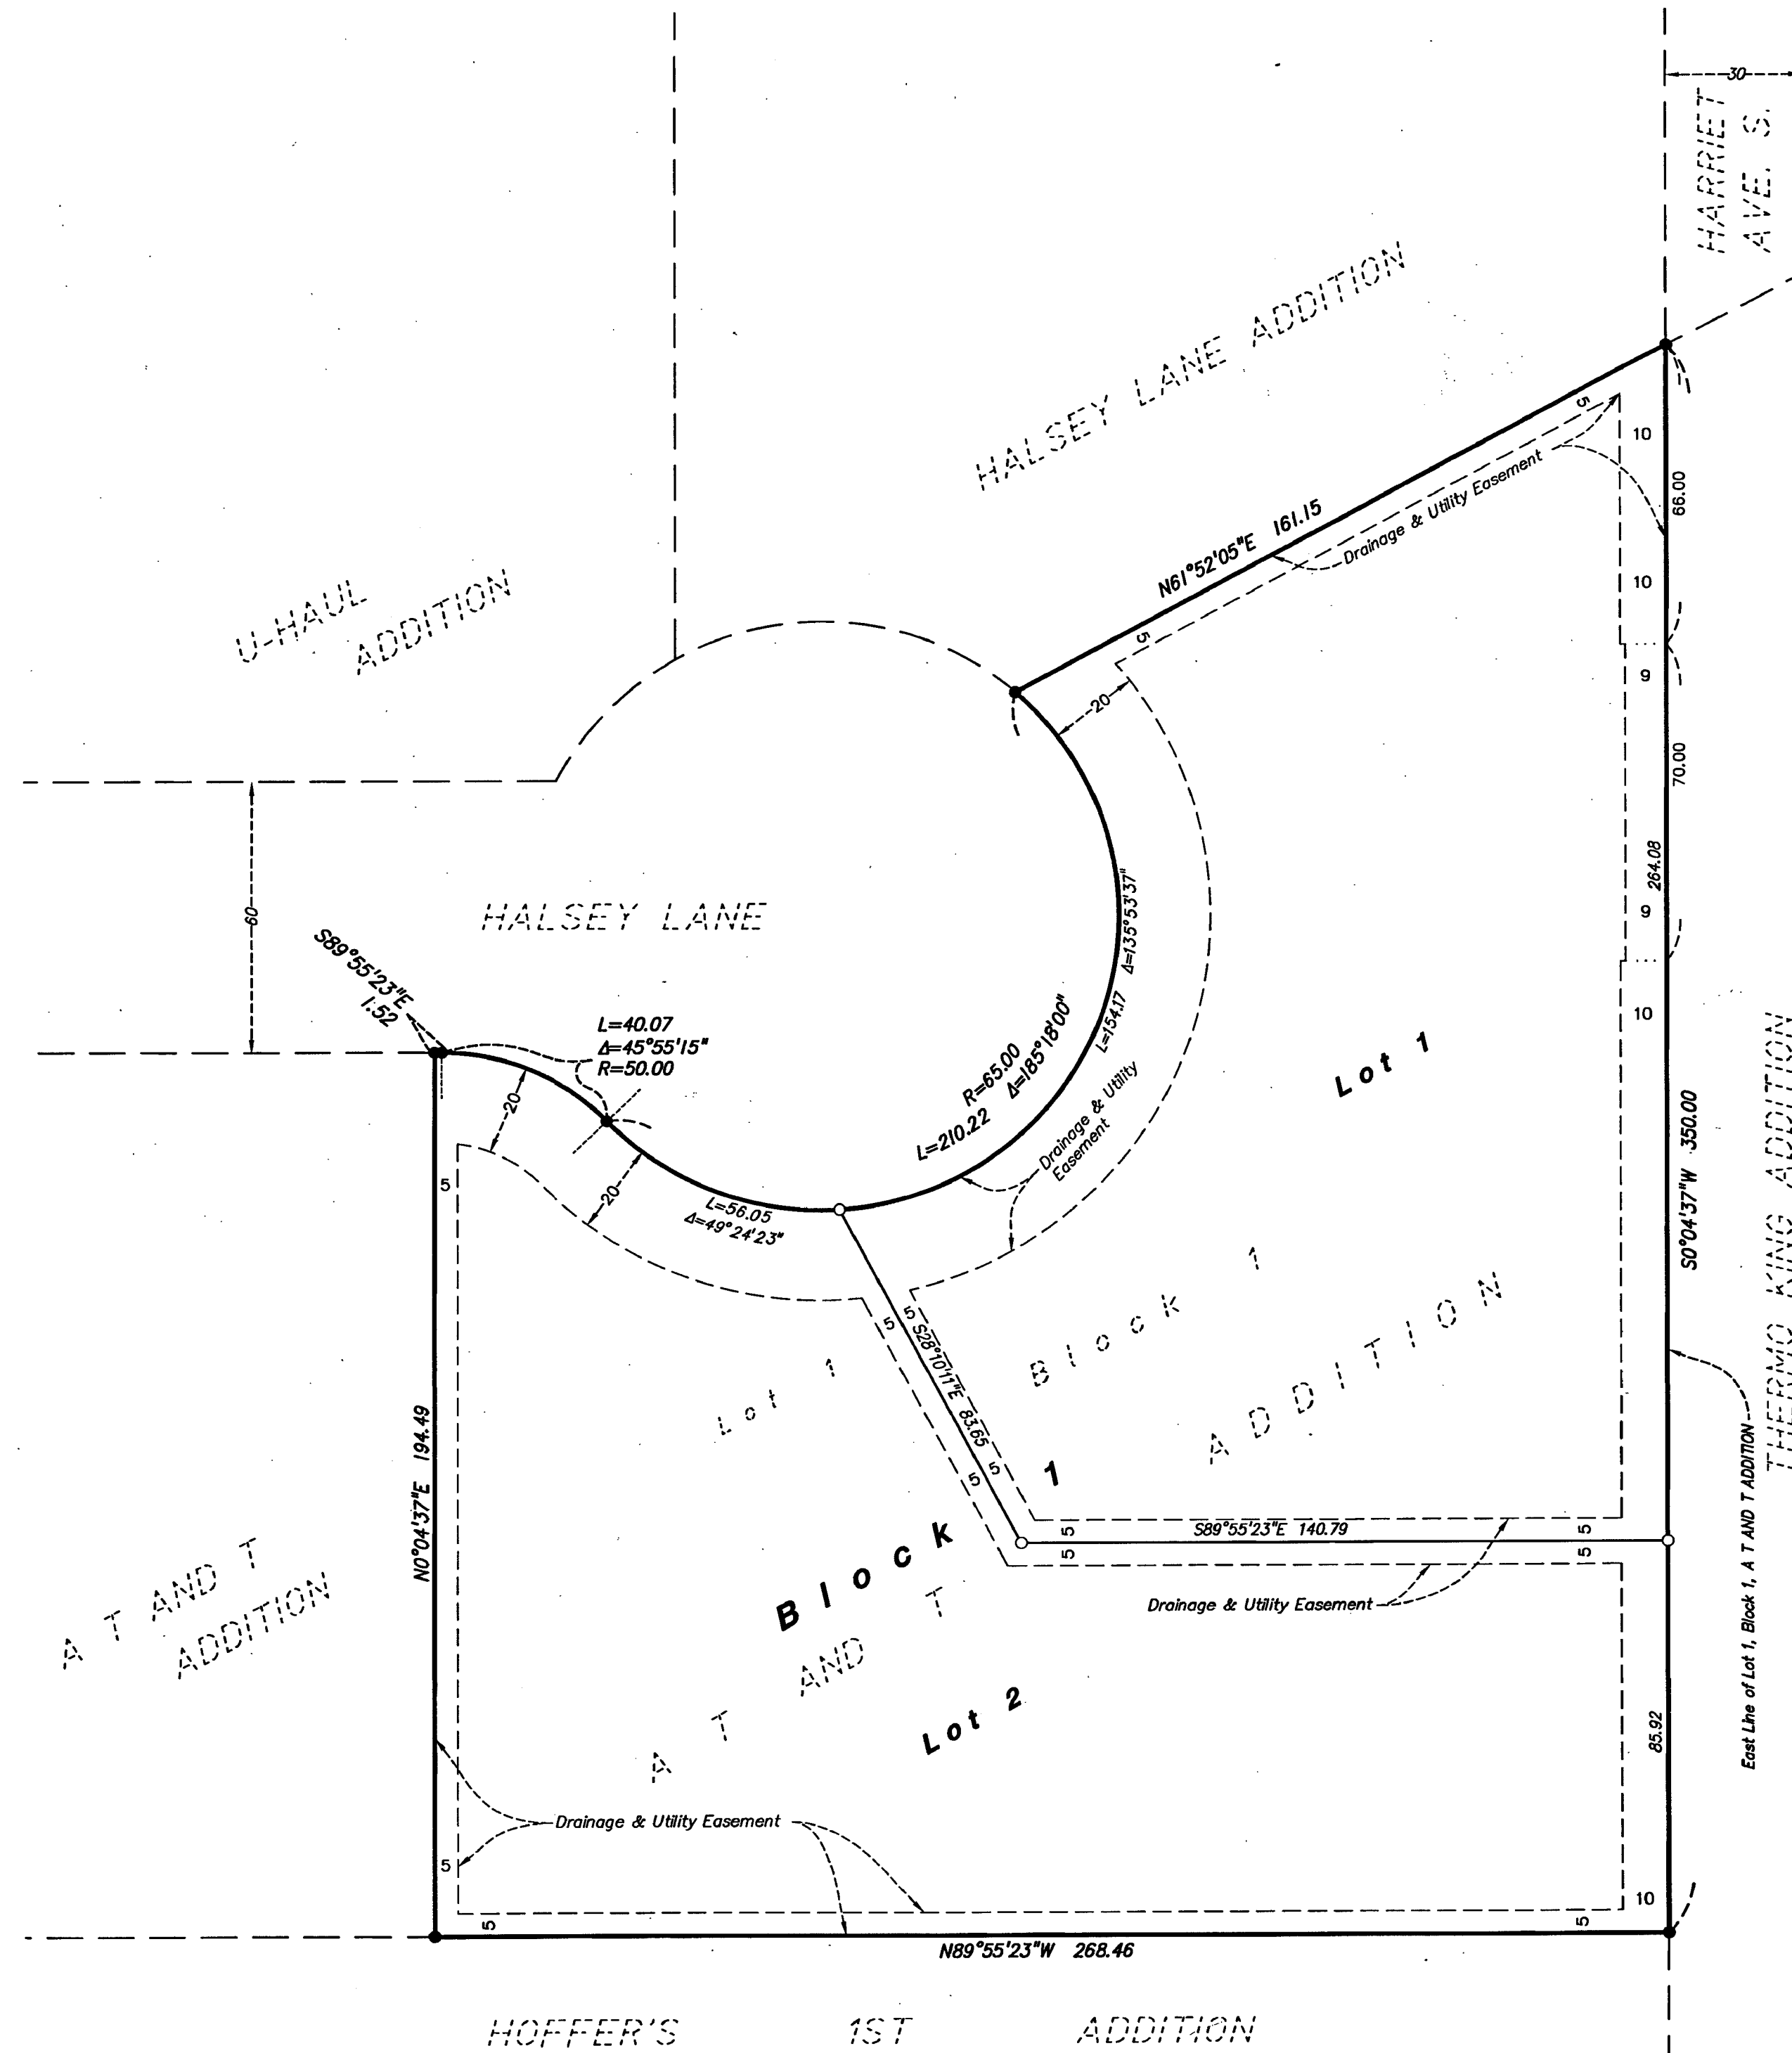 30
HARRIET
AVE. S.
HALSEY LANE ADDITION
5
10
66.00
N61°52'05"E 161.15
Drainage & Utility Easement
10
U-HAUL
ADDITION
5
9
20
70.00
264.08
Δ=135°53'37"
L=154.17
9
60
HALSEY LANE
S89°55'23"E
1.52
10
L=40.07
Δ=45°55'15"
R=50.00
R=65.00
L=210.22 Δ=185°18'00"
Lot 1
20
Drainage & Utility
Easement
S0°04'37"W 350.00
THERMO KING ADDITION
5
20
L=56.05
Δ=49°24'23"
5
5
S28°10'11"E 83.65
Lot 1
Block 1
ADDITION
N0°04'37"E 194.49
5
5
East Line of Lot 1, Block 1, A T AND T ADDITION
5
S89°55'23"E 140.79
5
5
5
Block 1
A T AND T
ADDITION
Drainage & Utility Easement
A T AND T
Lot 2
85.92
Drainage & Utility Easement
5
10
5
5
N89°55'23"W 268.46
HOFFER'S 1ST ADDITION